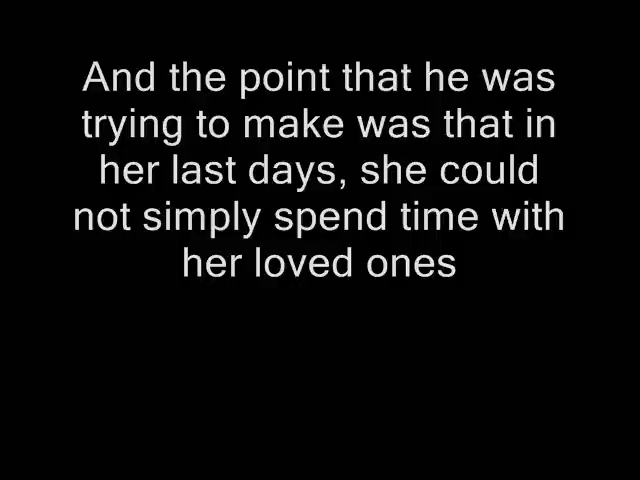 And the point that he was
trying to make was that in
her last days, she could
not simply spend time with
her loved ones